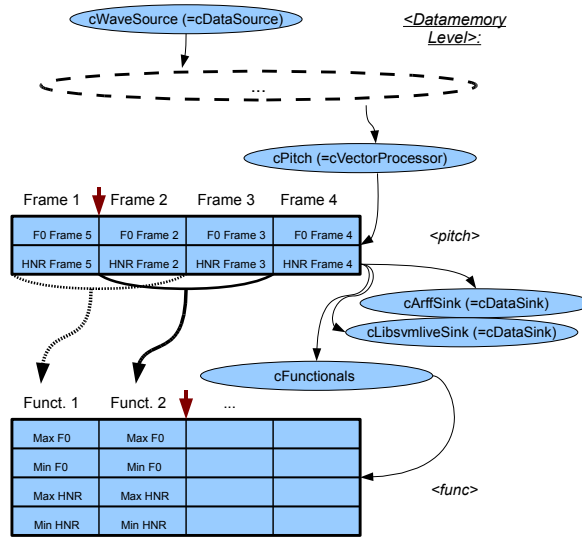 cWaveSource (=cDataSource)
<Datamemory
Level>:
...
cPitch (=cVectorProcessor)
Frame 1 Frame 2 Frame 3 Frame 4
F0 Frame 5 F0 Frame 2 F0 Frame 3 F0 Frame 4
HNR Frame 5 HNR Frame 2 HNR Frame 3 HNR Frame 4
<pitch>
cArffSink (=cDataSink)
cLibsvmliveSink (=cDataSink)
cFunctionals
Funct. 1 Funct. 2 ...
Max F0 Max F0
Min F0 Min F0
Max HNR Max HNR
Min HNR Min HNR
<func>